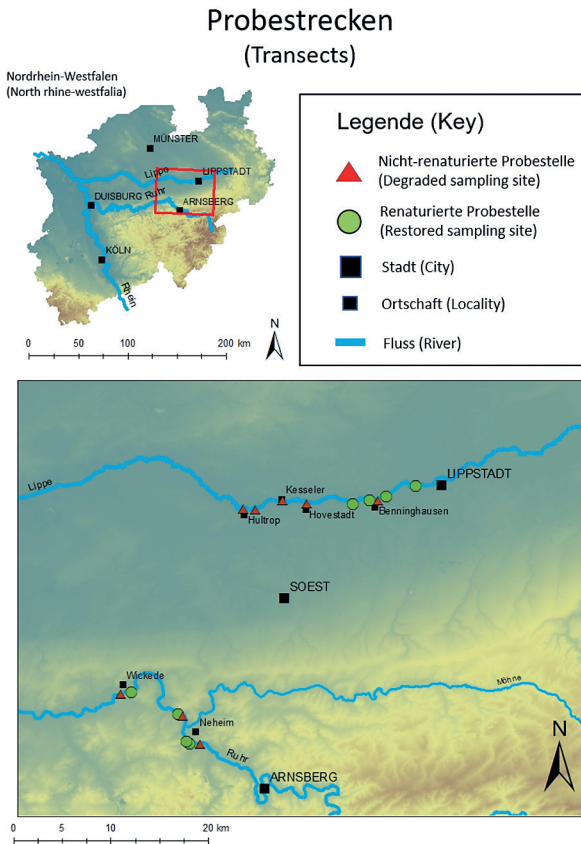 Probestrecken
(Transects)
Nordrhein-Westfalen
(North rhine-westfalia)
MÜNSTER
Lippe
LIPPSTADT
DUISBURG
Ruhr
ARNSBERG
KÖLN
Rhein
N
0 50 100 200 km
Legende (Key)
Nicht-renaturierte Probestelle
(Degraded sampling site)
Renaturierte Probestelle
(Restored sampling site)
Stadt (City)
Ortschaft (Locality)
Fluss (River)
Lippe
LIPPSTADT
Kesseler
Hultrop
Hovestadt
Benninghausen
SOEST
Wickede
Möhne
Neheim
Ruhr
ARNSBERG
N
0 5 10 20 km